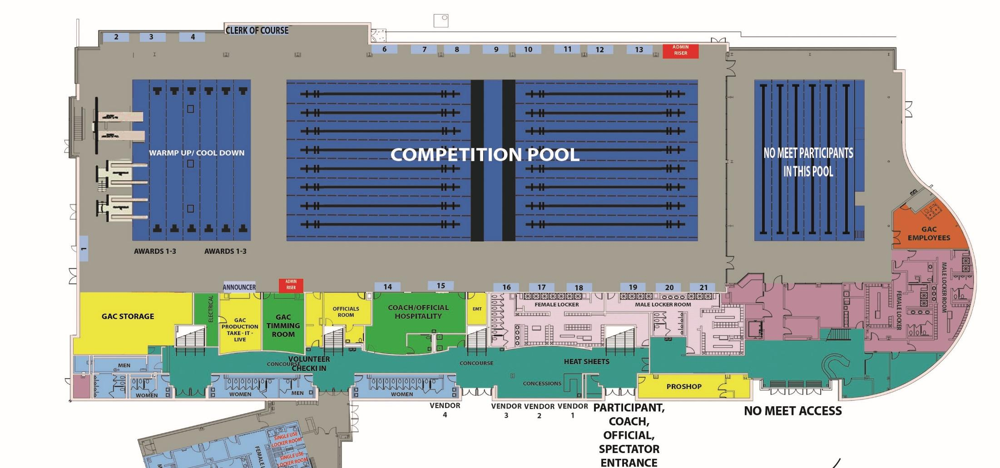 CLERK OF COURSE
2
3
4
6
7
8
9
10
11
12
13
ADMIN
RISER
WARMP UP/ COOL DOWN
COMPETITION POOL
NO MEET PARTICIPANTS
IN THIS POOL
GAC
EMPLOYEES
1
AWARDS 1-3
AWARDS 1-3
ANNOUNCER
ADMIN
RISER
14
15
16
17
18
19
20
21
MALE LOCKER ROOM
FEMALE LOCKER
GAC STORAGE
ELECTRICAL
GAC
PRODUCTION
TAKE - IT -
LIVE
GAC
TIMMING
ROOM
OFFICIALS
ROOM
COACH/OFFICIAL
HOSPITALITY
EMT
FEMALE LOCKER
MALE LOCKER ROOM
CONCOURSE
VOLUNTEER
CHECKI IN
CONCOURSE
HEAT SHEETS
CONCESSIONS
PROSHOP
MEN
WOMEN
WOMEN
MEN
WOMEN
VENDOR
4
VENDOR
3
VENDOR
2
VENDOR
1
PARTICIPANT,
COACH,
OFFICIAL,
SPECTATOR
ENTRANCE
NO MEET ACCESS
SINGLE USE
LOCKER ROOM
SINGLE USE
LOCKER ROOM
FEMALE L
M